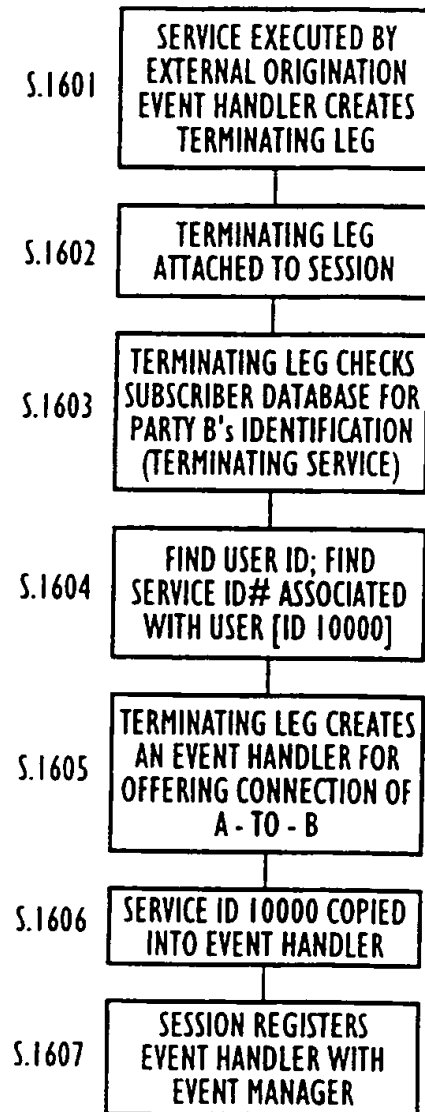 S.1601
SERVICE EXECUTED BY
EXTERNAL ORIGINATION
EVENT HANDLER CREATES
TERMINATING LEG
S.1602
TERMINATING LEG
ATTACHED TO SESSION
S.1603
TERMINATING LEG CHECKS
SUBSCRIBER DATABASE FOR
PARTY B's IDENTIFICATION
(TERMINATING SERVICE)
S.1604
FIND USER ID; FIND
SERVICE ID# ASSOCIATED
WITH USER [ID 10000]
S.1605
TERMINATING LEG CREATES
AN EVENT HANDLER FOR
OFFERING CONNECTION OF
A - TO - B
S.1606
SERVICE ID 10000 COPIED
INTO EVENT HANDLER
S.1607
SESSION REGISTERS
EVENT HANDLER WITH
EVENT MANAGER